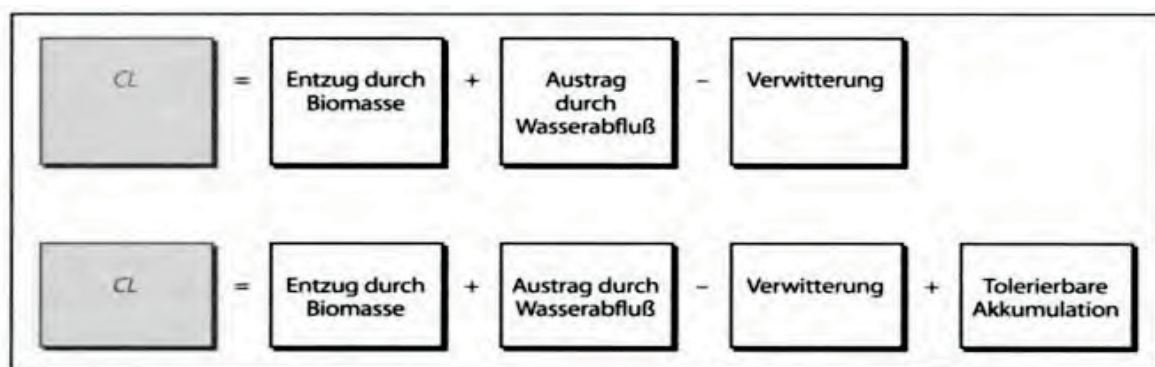 CL = Entzug durch + Austrag - Verwitterung
Biomasse durch
Wasserabfluß
CL = Entzug durch + Austrag durch - Verwitterung + Tolerierbare
Biomasse Wasserabfluß Akkumulation